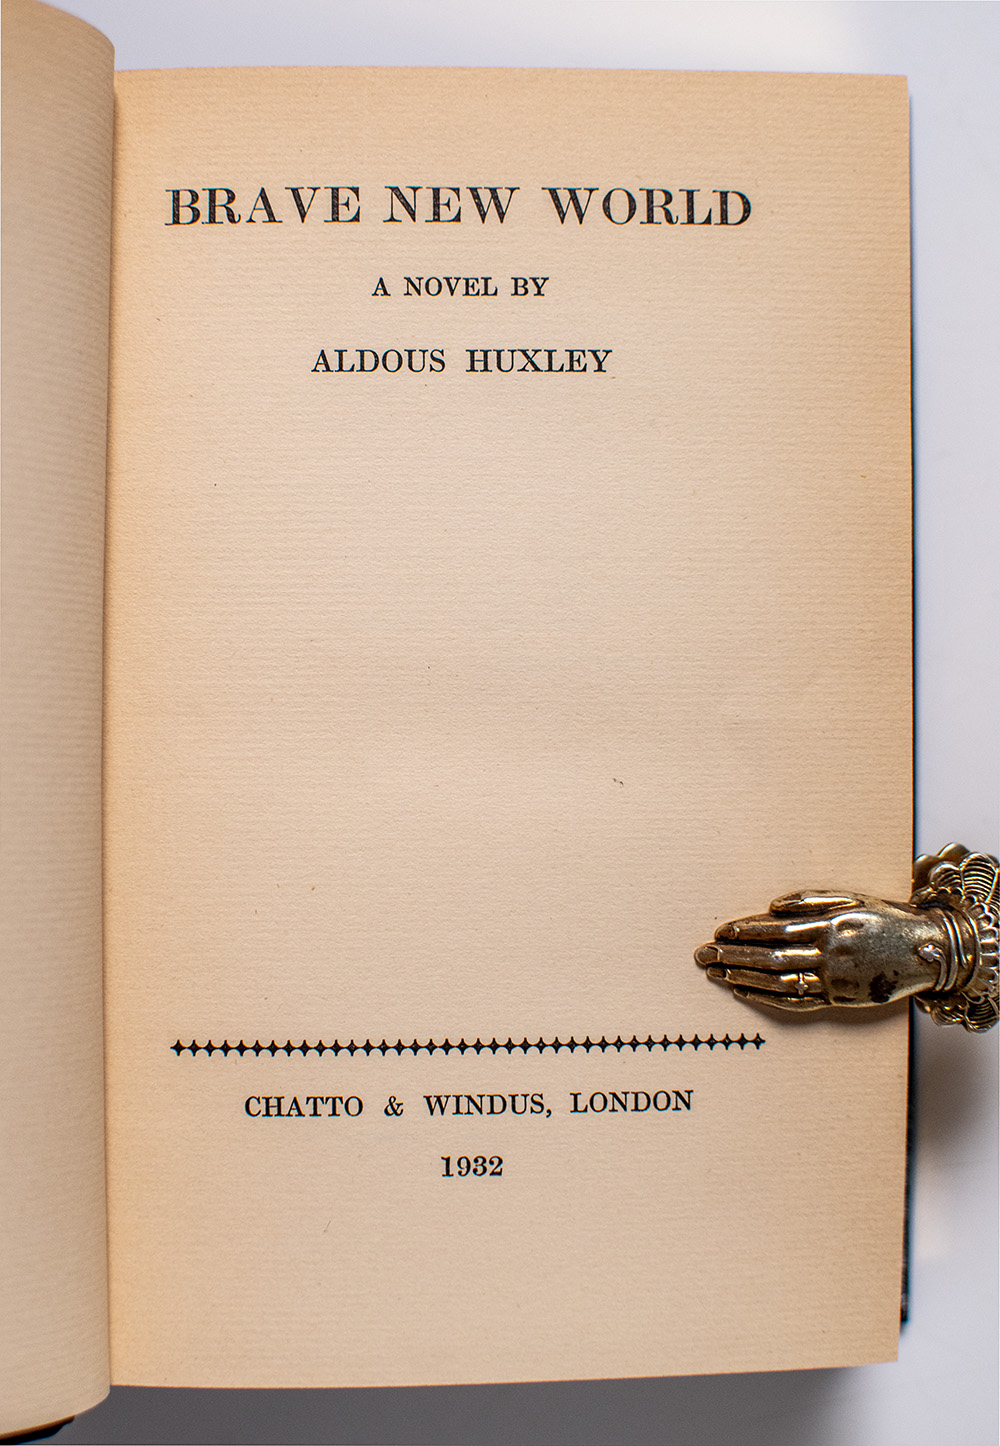 BRAVE NEW WORLD
A NOVEL BY
ALDOUS HUXLEY
CHATTO & WINDUS, LONDON
1932